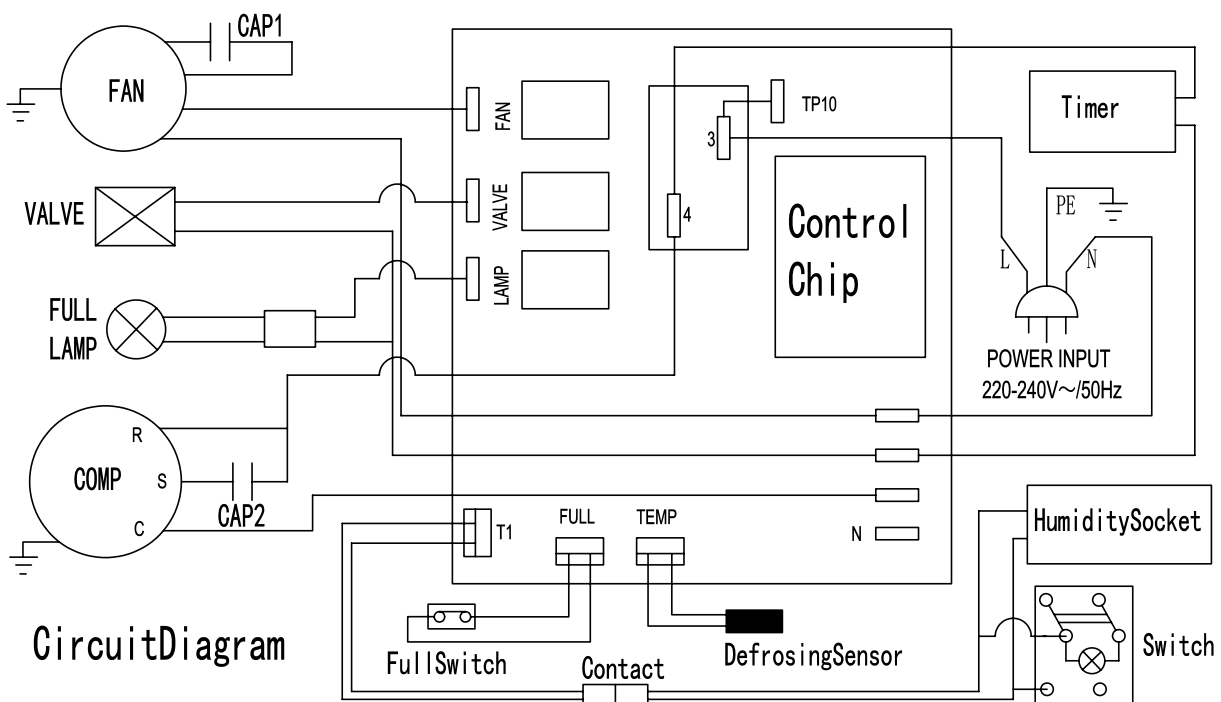 CAP1
FAN
FAN
TP10
3
Timer
VALVE
VALVE
4
PE
Control
Chip
L
N
LAMP
FULL
LAMP
POWER INPUT
220-240V～/50Hz
R
COMP
S
C
CAP2
T1
FULL
TEMP
N
HumiditySocket
CircuitDiagram
FullSwitch
Contact
DefrosingSensor
Switch